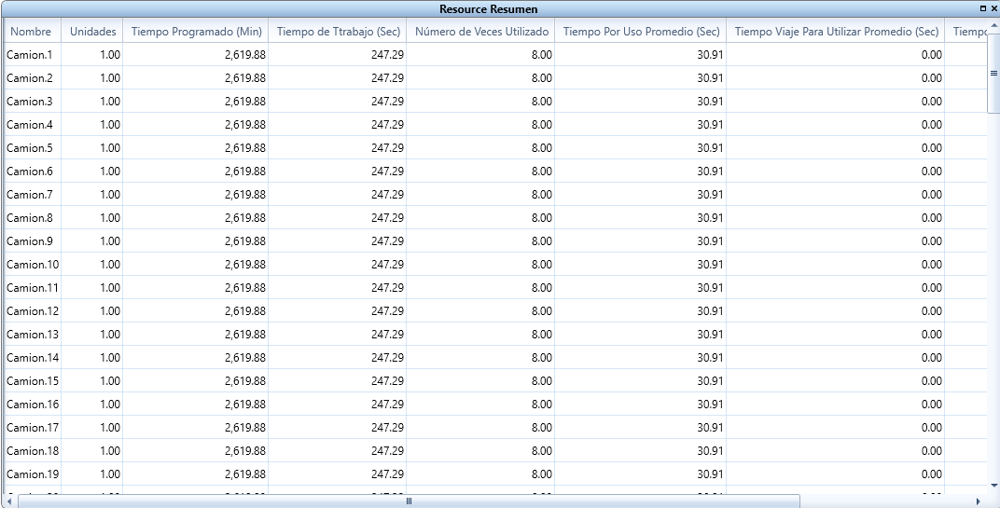 Resource Resumen
Nombre Unidades Tiempo Programado (Min) Tiempo de Ttrabajo (Sec) Número de Veces Utilizado Tiempo Por Uso Promedio (Sec) Tiempo Viaje Para Utilizar Promedio (Sec) Tiempo
Camion.1 1.00 2,619.88 247.29 8.00 30.91 0.00
Camion.2 1.00 2,619.88 247.29 8.00 30.91 0.00
Camion.3 1.00 2,619.88 247.29 8.00 30.91 0.00
Camion.4 1.00 2,619.88 247.29 8.00 30.91 0.00
Camion.5 1.00 2,619.88 247.29 8.00 30.91 0.00
Camion.6 1.00 2,619.88 247.29 8.00 30.91 0.00
Camion.7 1.00 2,619.88 247.29 8.00 30.91 0.00
Camion.8 1.00 2,619.88 247.29 8.00 30.91 0.00
Camion.9 1.00 2,619.88 247.29 8.00 30.91 0.00
Camion.10 1.00 2,619.88 247.29 8.00 30.91 0.00
Camion.11 1.00 2,619.88 247.29 8.00 30.91 0.00
Camion.12 1.00 2,619.88 247.29 8.00 30.91 0.00
Camion.13 1.00 2,619.88 247.29 8.00 30.91 0.00
Camion.14 1.00 2,619.88 247.29 8.00 30.91 0.00
Camion.15 1.00 2,619.88 247.29 8.00 30.91 0.00
Camion.16 1.00 2,619.88 247.29 8.00 30.91 0.00
Camion.17 1.00 2,619.88 247.29 8.00 30.91 0.00
Camion.18 1.00 2,619.88 247.29 8.00 30.91 0.00
Camion.19 1.00 2,619.88 247.29 8.00 30.91 0.00